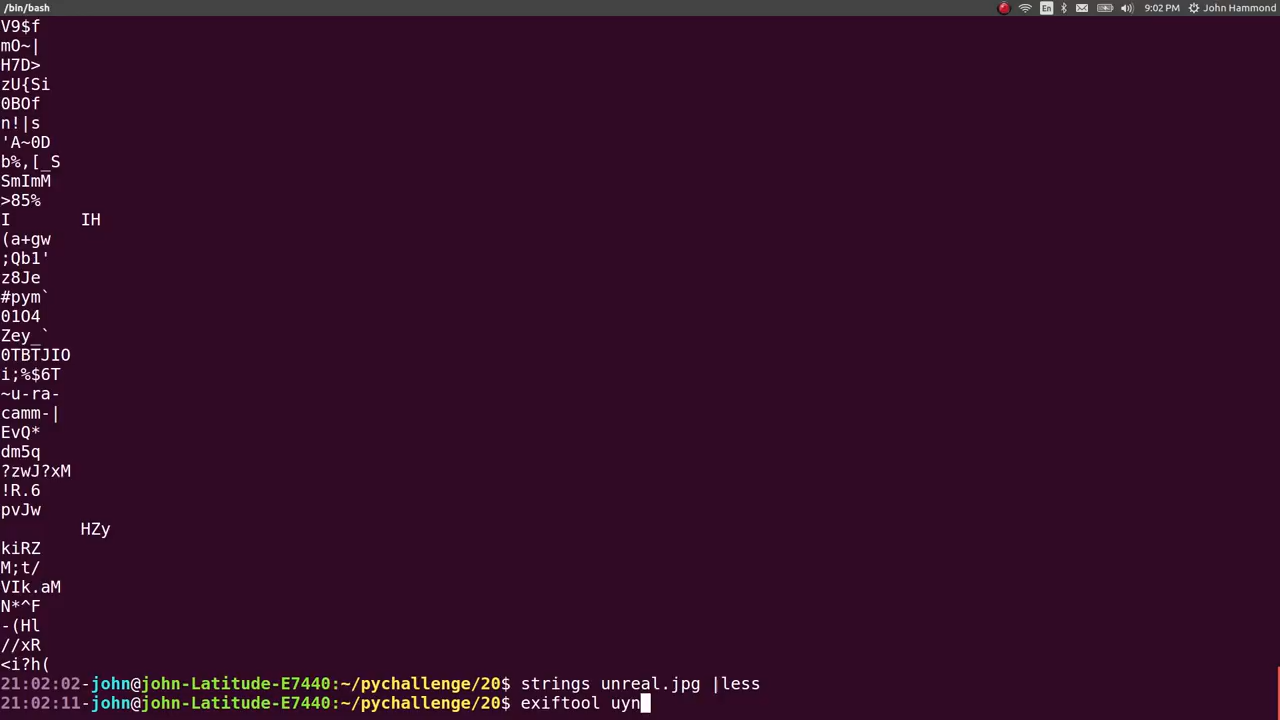 /bin/bash
En
9:02 PM
John Hammond
V9$f
mO~|
H7D>
zU{Si
0BOf
n!|s
'A~0D
b%,[_S
SmImM
>85%
I IH
(a+gw
;Qb1'
z8Je
#pym`
01O4
Zey_`
0TBTJIO
i;%$6T
~u-ra-
camm-|
EvQ*
dm5q
?zwJ?xM
!R.6
pvJw
HZy
kiRZ
M;t/
VIk.aM
N*^F
-(Hl
//xR
<i?h(
21:02:02-john@john-Latitude-E7440:~/pychallenge/20$ strings unreal.jpg |less
21:02:11-john@john-Latitude-E7440:~/pychallenge/20$ exiftool uyn